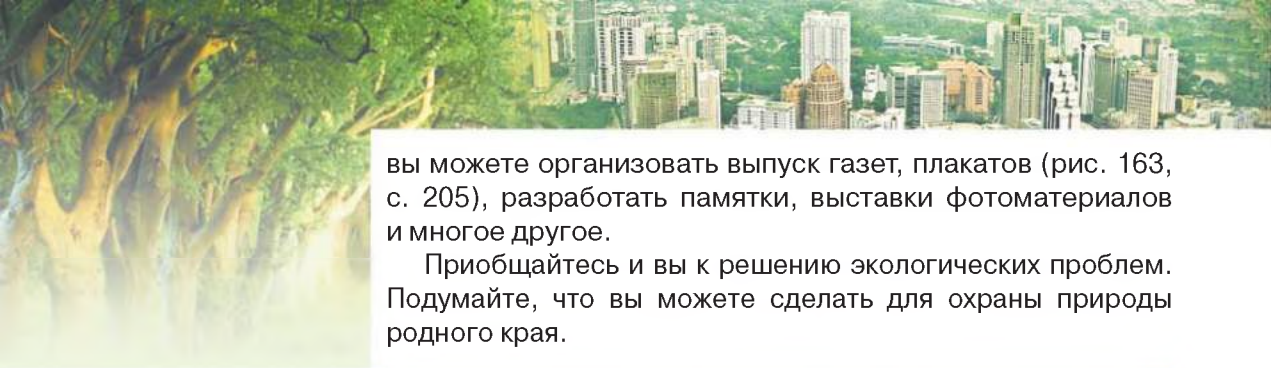 вы можете организовать выпуск газет, плакатов (рис. 163,
с. 205), разработать памятки, выставки фотоматериалов
и многое другое.
Приобщайтесь и вы к решению экологических проблем.
Подумайте, что вы можете сделать для охраны природы
родного края.